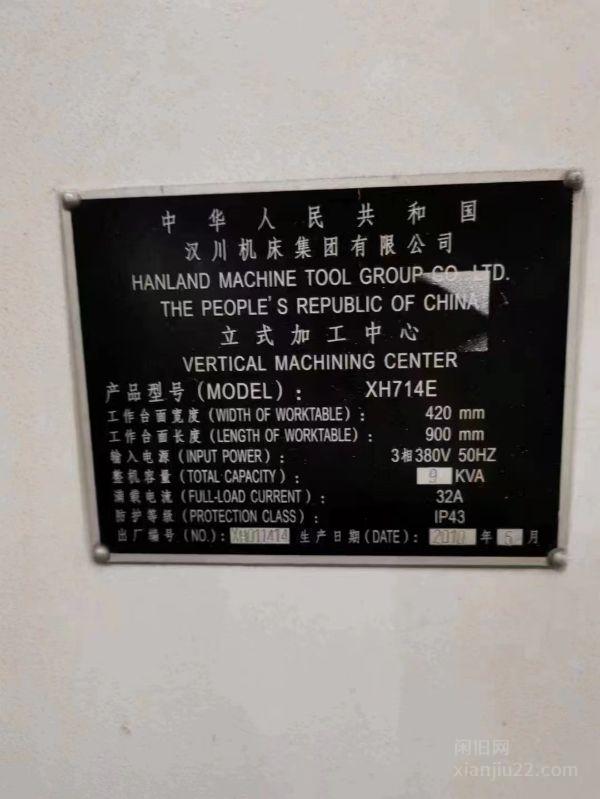 中华人民共和国
汉川机床集团有限公司
HANLAND MACHINE TOOL GROUP CO. LTD.
THE PEOPLE'S REPUBLIC OF CHINA
立式加工中心
VERTICAL MACHINING CENTER
产品型号(MODEL): XH714E
工作台面宽度(WIDTH OF WORKTABLE): 420 mm
工作台面长度(LENGTH OF WORKTABLE): 900 mm
输入电源(INPUT POWER): 3相380V 50HZ
整机容量(TOTAL CAPACITY): 9 KVA
满载电流(FULL-LOAD CURRENT): 32A
防护等级(PROTECTION CLASS): IP43
出厂编号(NO.): XH011414 生产日期(DATE): 2010 年 6 月
闲旧网
xianjiu22.com